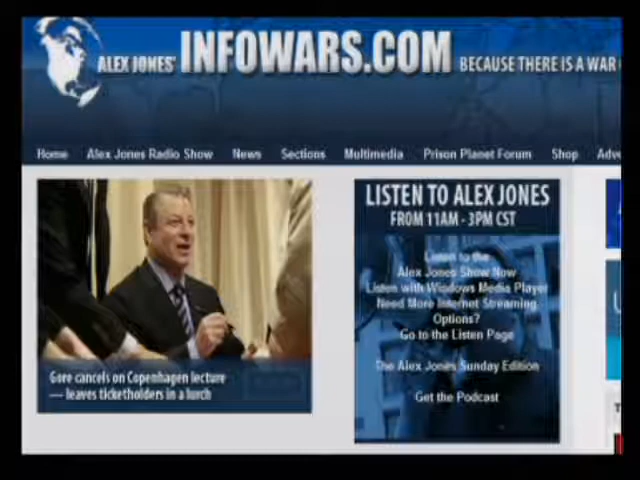 ALEX JONES' INFOWARS.COM BECAUSE THERE IS A WAR
Home Alex Jones Radio Show News Sections Multimedia Prison Planet Forum Shop Adve
LISTEN TO ALEX JONES
FROM 11AM - 3PM CST
Listen to the
Alex Jones Show Now
Listen with Windows Media Player
Need More Internet Streaming
Options?
Go to the Listen Page
The Alex Jones Sunday Edition
Get the Podcast
Gore cancels on Copenhagen lecture
— leaves ticketholders in a lurch